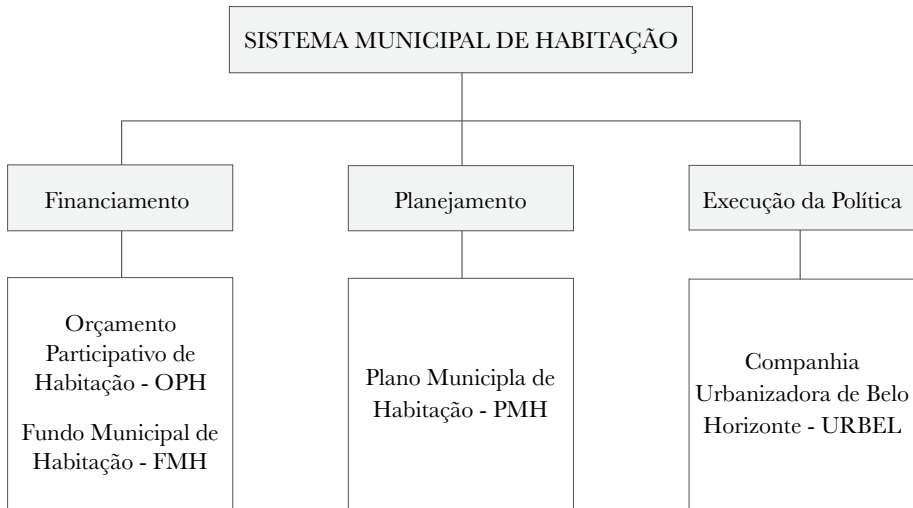 SISTEMA MUNICIPAL DE HABITAÇÃO
Financiamento
Planejamento
Execução da Política
Orçamento
Participativo de
Habitação - OPH
Fundo Municipal de
Habitação - FMH
Plano Municipla de
Habitação - PMH
Companhia
Urbanizadora de Belo
Horizonte - URBEL